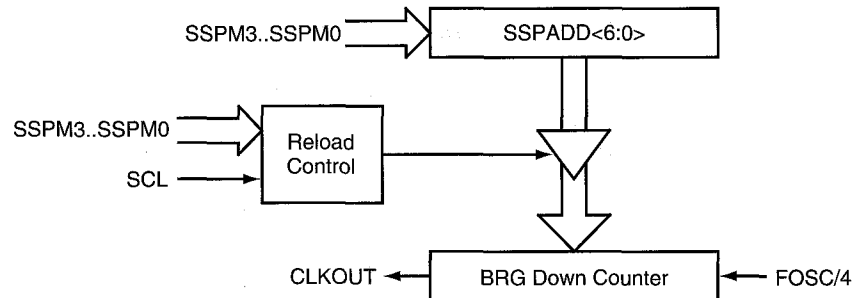 SSPM3..SSPM0
SSPADD<6:0>
SSPM3..SSPM0
Reload
Control
SCL
CLKOUT
BRG Down Counter
FOSC/4